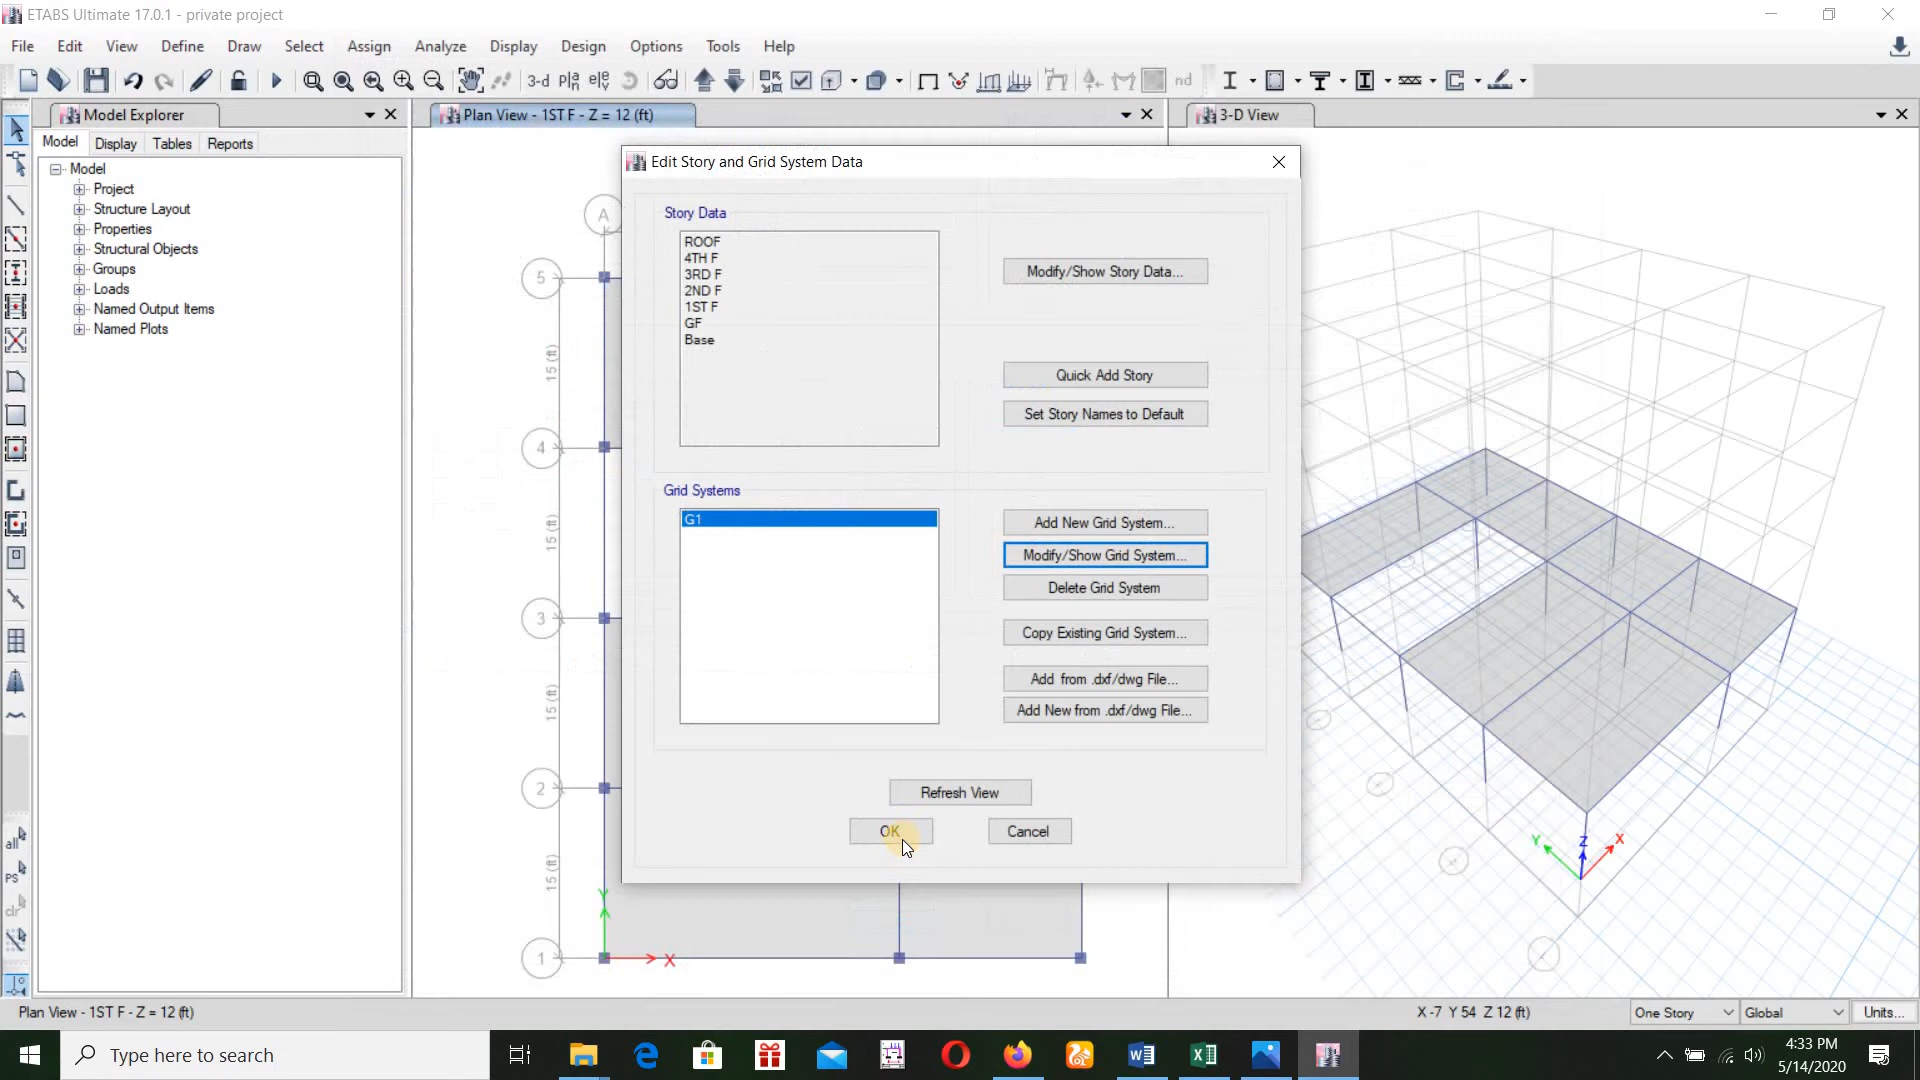 ETABS Ultimate 17.0.1 - private project
File Edit View Define Draw Select Assign Analyze Display Design Options Tools Help
3-d Pla ele nd
Model Explorer
Plan View - 1ST F - Z = 12 (ft)
3-D View
Model Display Tables Reports
Model
Project
Structure Layout
Properties
Structural Objects
Groups
Loads
Named Output Items
Named Plots
A
5
15 (ft)
4
15 (ft)
3
15 (ft)
2
15 (ft)
1
Y
X
Edit Story and Grid System Data
Story Data
ROOF
4TH F
3RD F
2ND F
1ST F
GF
Base
Modify/Show Story Data...
Quick Add Story
Set Story Names to Default
Grid Systems
G1
Add New Grid System...
Modify/Show Grid System...
Delete Grid System
Copy Existing Grid System...
Add from .dxf/dwg File...
Add New from .dxf/dwg File...
Refresh View
OK
Cancel
Y Z X
all
PS
clr
Plan View - 1ST F - Z = 12 (ft)
X -7 Y 54 Z 12 (ft)
One Story
Global
Units...
Type here to search
4:33 PM
5/14/2020